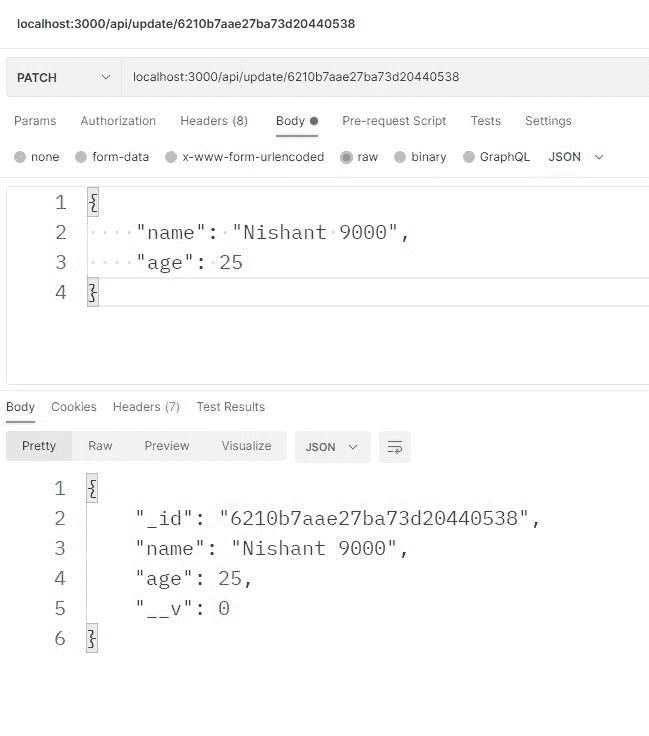 localhost:3000/api/update/6210b7aae27ba73d20440538
PATCH localhost:3000/api/update/6210b7aae27ba73d20440538
Params Authorization Headers (8) Body Pre-request Script Tests Settings
none form-data x-www-form-urlencoded raw binary GraphQL JSON
1 {
2 "name": "Nishant 9000",
3 "age": 25
4 }
Body Cookies Headers (7) Test Results
Pretty Raw Preview Visualize JSON
1 {
2 "_id": "6210b7aae27ba73d20440538",
3 "name": "Nishant 9000",
4 "age": 25,
5 "__v": 0
6 }